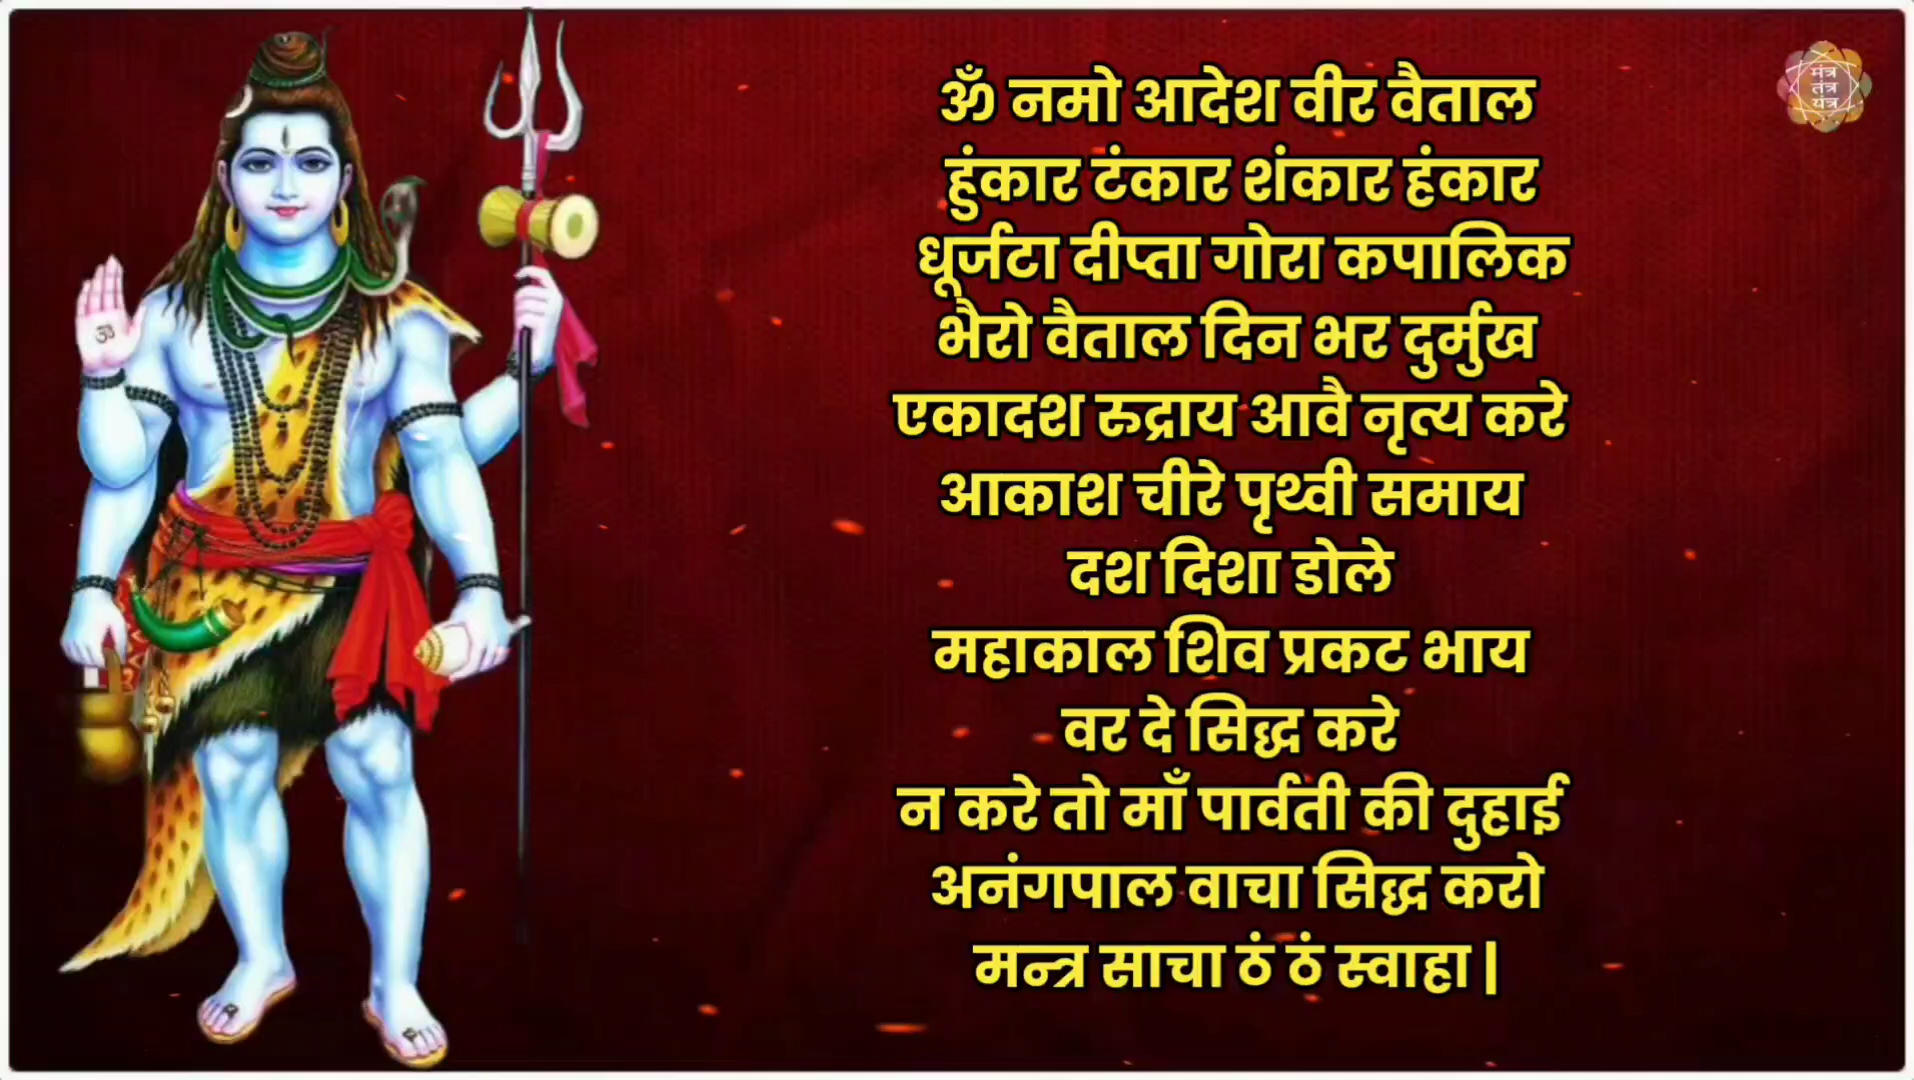 ॐ नमो आदेश वीर वैताल
हुंकार टंकार शंकार हंकार
धूर्जटा दीप्ता गोरा कपालिक
भैरो वैताल दिन भर दुर्मुख
एकादश रुद्राय आवै नृत्य करे
आकाश चीरे पृथ्वी समाय
दश दिशा डोले
महाकाल शिव प्रकट भाय
वर दे सिद्ध करे
न करे तो माँ पार्वती की दुहाई
अनंगपाल वाचा सिद्ध करो
मन्त्र साचा ठं ठं स्वाहा |
मंत्र
तंत्र
यंत्र
ॐ